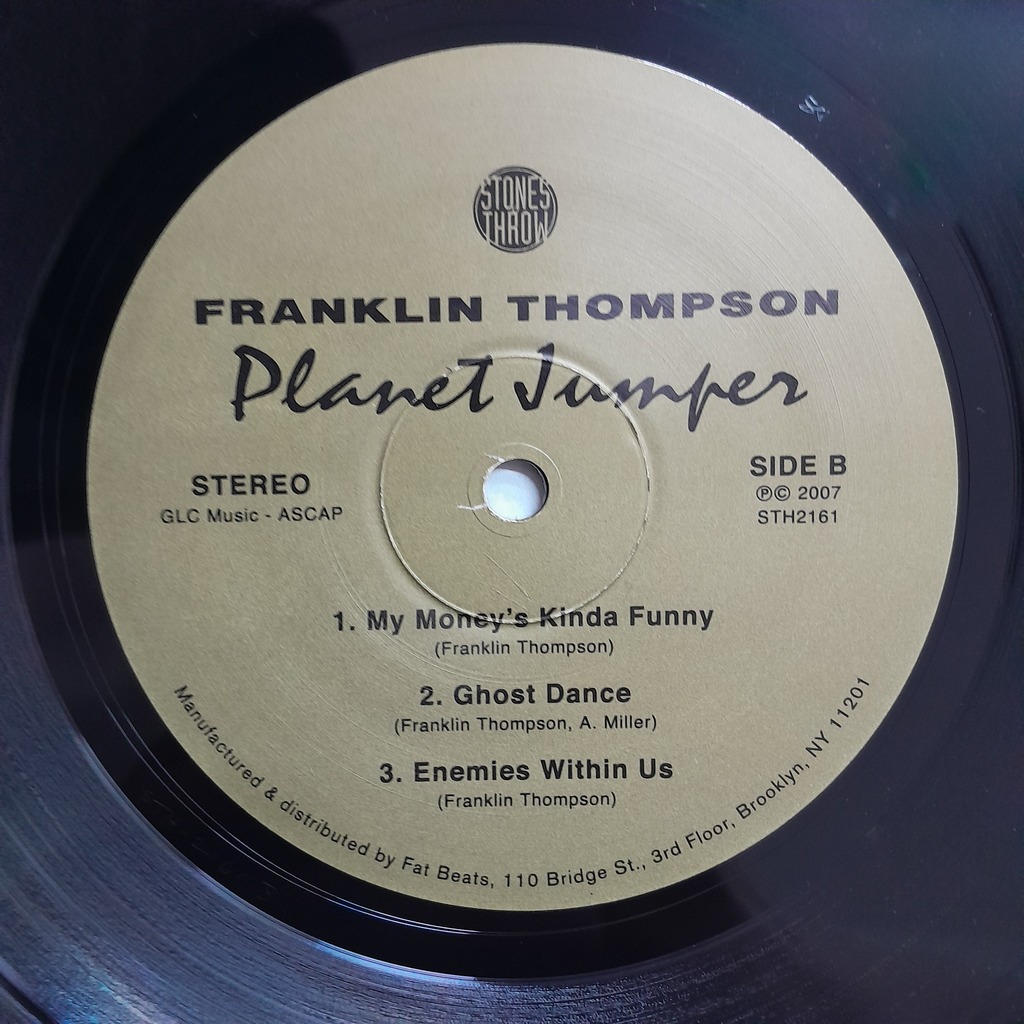 STONES
THROW
FRANKLIN THOMPSON
Planet Jumper
STEREO
GLC Music - ASCAP
SIDE B
℗© 2007
STH2161
1. My Money's Kinda Funny
(Franklin Thompson)
2. Ghost Dance
(Franklin Thompson, A. Miller)
3. Enemies Within Us
(Franklin Thompson)
Manufactured & distributed by Fat Beats, 110 Bridge St., 3rd Floor, Brooklyn, NY 11201